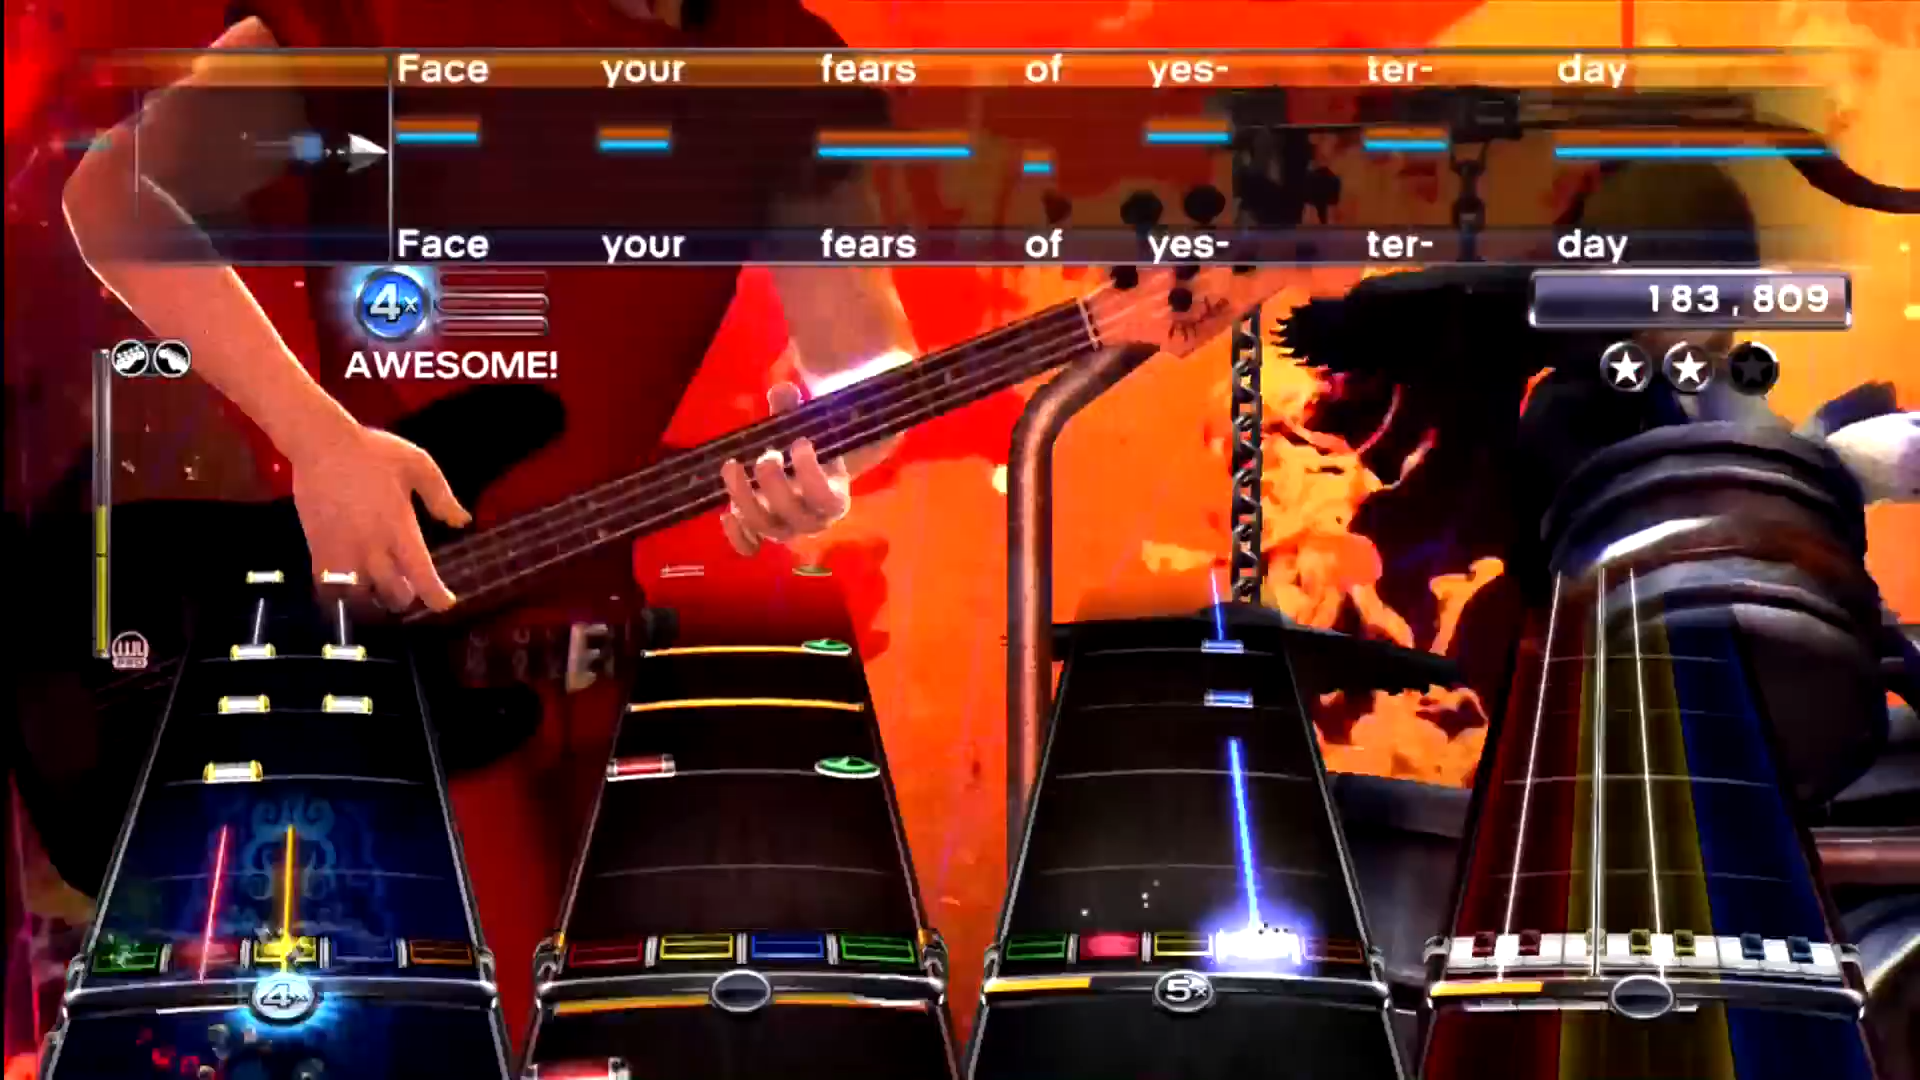 Face your fears of yes- ter- day
Face your fears of yes- ter- day
4x
AWESOME!
183,809
PRO
4x
5x